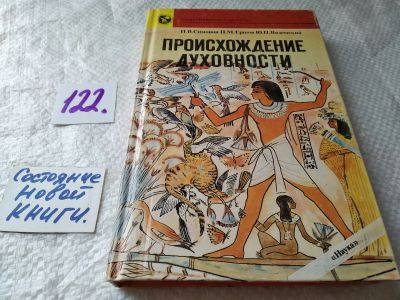 П.В.Симонов П.М.Ершов Ю.П.Вяземский
ПРОИСХОЖДЕНИЕ
ДУХОВНОСТИ
«Наука»
122.
Состояние
новой
книги.